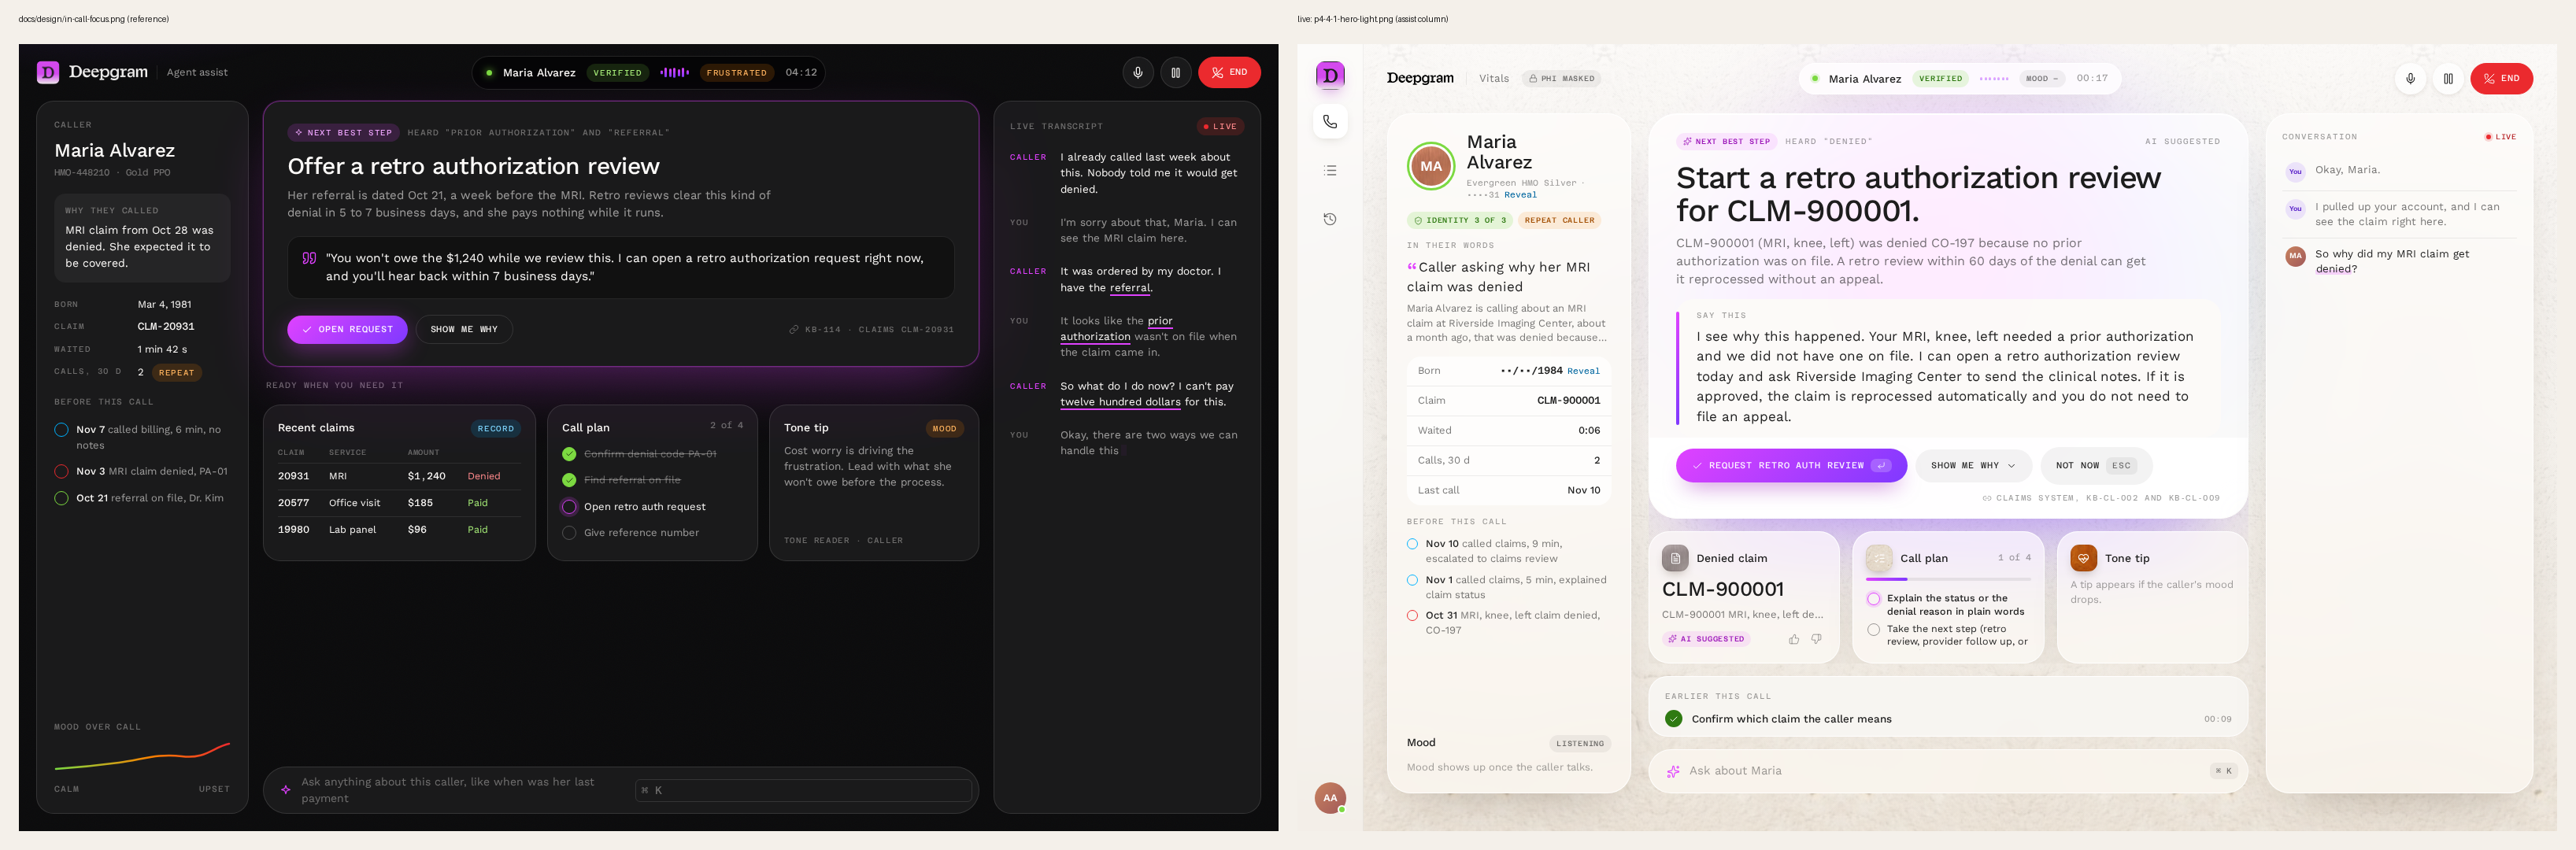 docs/design/in-call-focus.png (reference)
D Deepgram Agent assist
Maria Alvarez VERIFIED FRUSTRATED 04:12
END
CALLER
Maria Alvarez
HMO-448210 · Gold PPO
WHY THEY CALLED
MRI claim from Oct 28 was
denied. She expected it to
be covered.
BORN Mar 4, 1981
CLAIM CLM-20931
WAITED 1 min 42 s
CALLS, 30 D 2 REPEAT
BEFORE THIS CALL
Nov 7 called billing, 6 min, no
notes
Nov 3 MRI claim denied, PA-01
Oct 21 referral on file, Dr. Kim
MOOD OVER CALL
CALM UPSET
NEXT BEST STEP HEARD "PRIOR AUTHORIZATION" AND "REFERRAL"
Offer a retro authorization review
Her referral is dated Oct 21, a week before the MRI. Retro reviews clear this kind of
denial in 5 to 7 business days, and she pays nothing while it runs.
"You won't owe the $1,240 while we review this. I can open a retro authorization request right now,
and you'll hear back within 7 business days."
OPEN REQUEST SHOW ME WHY KB-114 · CLAIMS CLM-20931
READY WHEN YOU NEED IT
Recent claims RECORD
CLAIM SERVICE AMOUNT
20931 MRI $1,240 Denied
20577 Office visit $185 Paid
19980 Lab panel $96 Paid
Call plan 2 of 4
Confirm denial code PA-01
Find referral on file
Open retro auth request
Give reference number
Tone tip MOOD
Cost worry is driving the
frustration. Lead with what she
won't owe before the process.
TONE READER · CALLER
Ask anything about this caller, like when was her last
payment
⌘ K
LIVE TRANSCRIPT LIVE
CALLER I already called last week about
this. Nobody told me it would get
denied.
YOU I'm sorry about that, Maria. I can
see the MRI claim here.
CALLER It was ordered by my doctor. I
have the referral.
YOU It looks like the prior
authorization wasn't on file when
the claim came in.
CALLER So what do I do now? I can't pay
twelve hundred dollars for this.
YOU Okay, there are two ways we can
handle this
live: p4-4-1-hero-light.png (assist column)
D
AA
Deepgram Vitals PHI MASKED
Maria Alvarez VERIFIED MOOD – 00:17
END
MA
Maria
Alvarez
Evergreen HMO Silver ·
••••31 Reveal
IDENTITY 3 OF 3 REPEAT CALLER
IN THEIR WORDS
“Caller asking why her MRI
claim was denied
Maria Alvarez is calling about an MRI
claim at Riverside Imaging Center, about
a month ago, that was denied because...
Born ••/••/1984 Reveal
Claim CLM-900001
Waited 0:06
Calls, 30 d 2
Last call Nov 10
BEFORE THIS CALL
Nov 10 called claims, 9 min,
escalated to claims review
Nov 1 called claims, 5 min, explained
claim status
Oct 31 MRI, knee, left claim denied,
CO-197
Mood LISTENING
Mood shows up once the caller talks.
NEXT BEST STEP HEARD "DENIED" AI SUGGESTED
Start a retro authorization review
for CLM-900001.
CLM-900001 (MRI, knee, left) was denied CO-197 because no prior
authorization was on file. A retro review within 60 days of the denial can get
it reprocessed without an appeal.
SAY THIS
I see why this happened. Your MRI, knee, left needed a prior authorization
and we did not have one on file. I can open a retro authorization review
today and ask Riverside Imaging Center to send the clinical notes. If it is
approved, the claim is reprocessed automatically and you do not need to
file an appeal.
REQUEST RETRO AUTH REVIEW SHOW ME WHY NOT NOW ESC
CLAIMS SYSTEM, KB-CL-002 AND KB-CL-009
Denied claim
CLM-900001
CLM-900001 MRI, knee, left de...
AI SUGGESTED
Call plan 1 of 4
Explain the status or the
denial reason in plain words
Take the next step (retro
review, provider follow up, or
Tone tip
A tip appears if the caller's mood
drops.
EARLIER THIS CALL
Confirm which claim the caller means 00:09
Ask about Maria ⌘ K
CONVERSATION LIVE
You Okay, Maria.
You I pulled up your account, and I can
see the claim right here.
MA So why did my MRI claim get
denied?